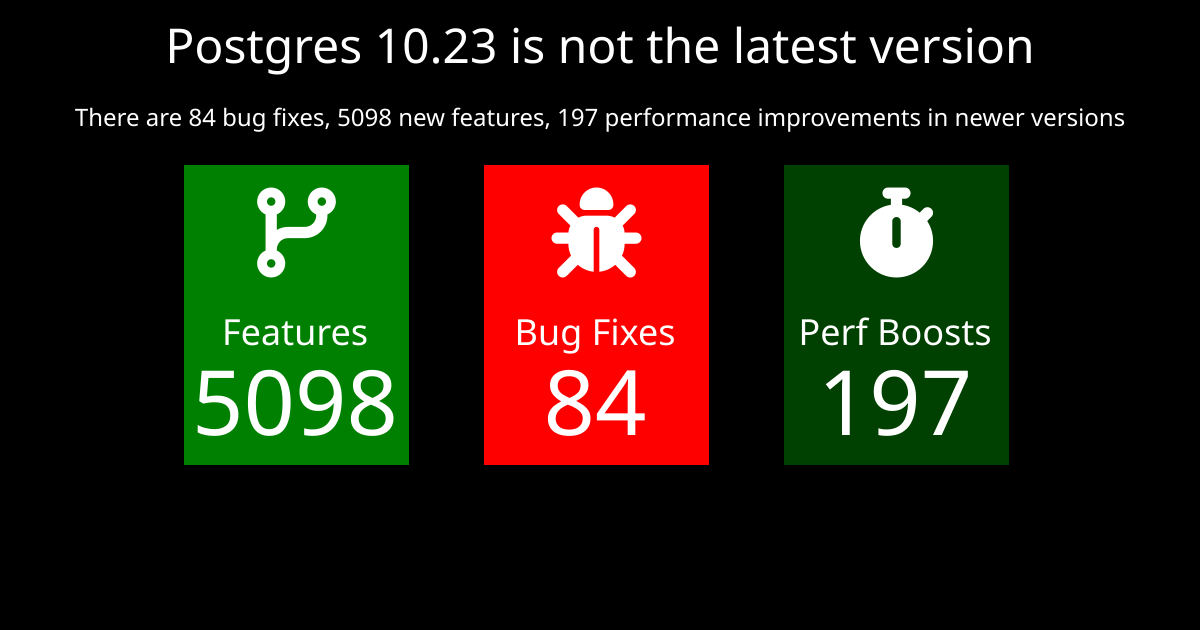 Postgres 10.23 is not the latest version
There are 84 bug fixes, 5098 new features, 197 performance improvements in newer versions
Features
5098
Bug Fixes
84
Perf Boosts
197